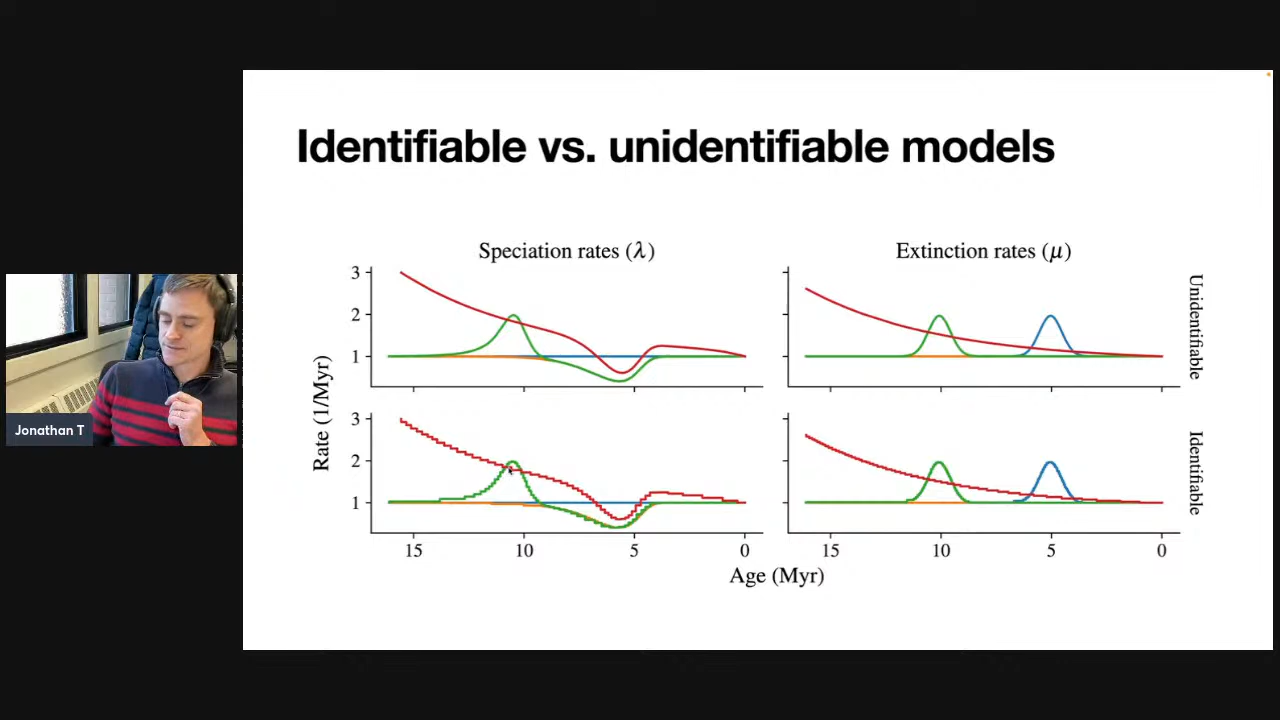 Identifiable vs. unidentifiable models
Speciation rates (λ)
Extinction rates (μ)
3
2
1
Unidentifiable
Rate (1/Myr)
3
2
1
Identifiable
15 10 5 0
15 10 5 0
Age (Myr)
Jonathan T